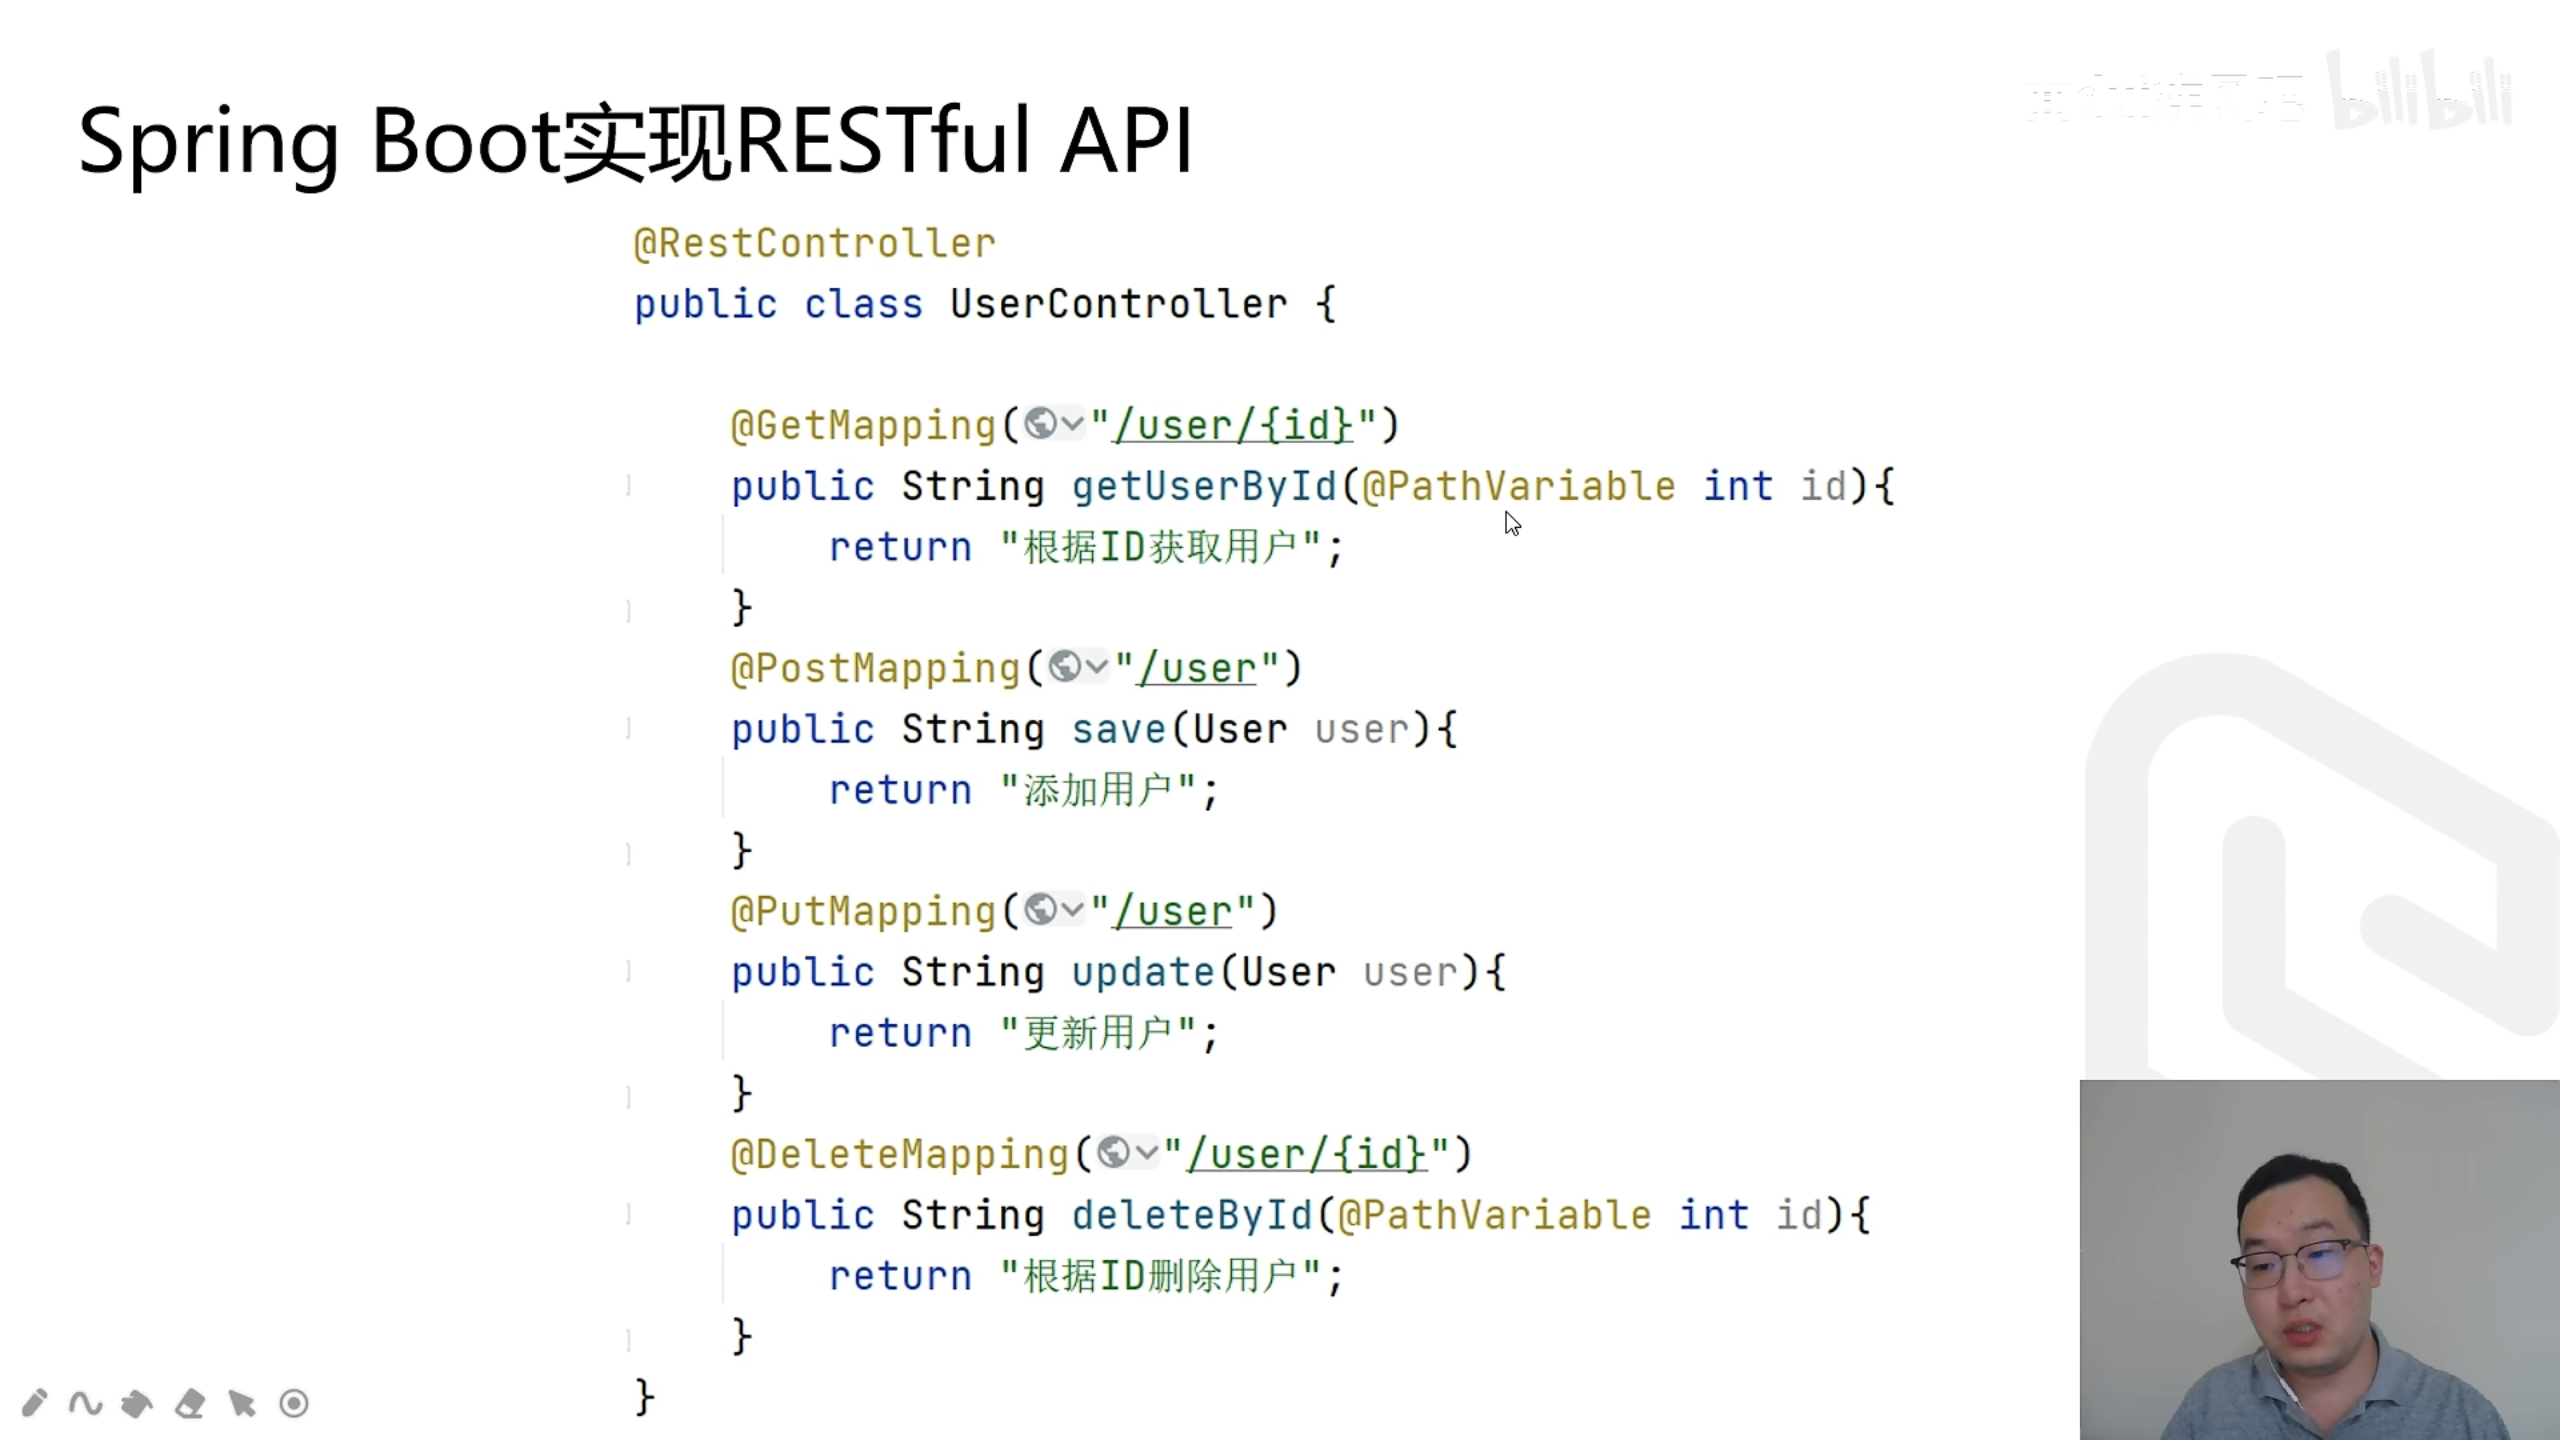 Spring Boot实现RESTful API
bilibili
@RestController
public class UserController {
@GetMapping("/user/{id}")
public String getUserById(@PathVariable int id){
return "根据ID获取用户";
}
@PostMapping("/user")
public String save(User user){
return "添加用户";
}
@PutMapping("/user")
public String update(User user){
return "更新用户";
}
@DeleteMapping("/user/{id}")
public String deleteById(@PathVariable int id){
return "根据ID删除用户";
}
}